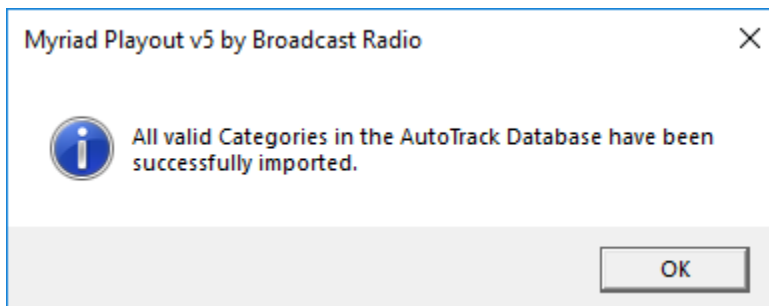 Myriad Playout v5 by Broadcast Radio
All valid Categories in the AutoTrack Database have been
successfully imported.
OK